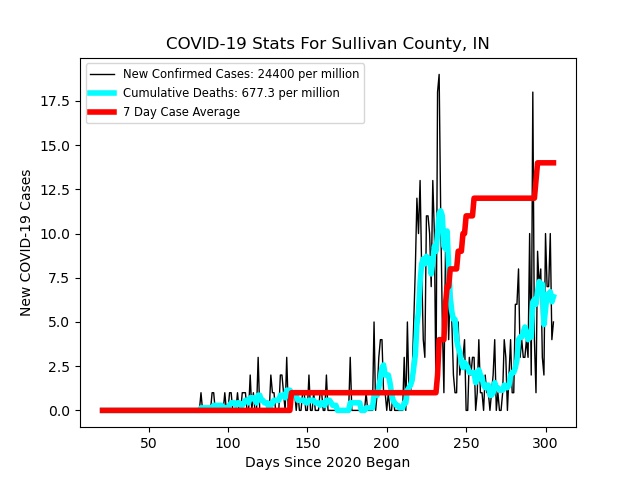 COVID-19 Stats For Sullivan County, IN
New Confirmed Cases: 24400 per million
Cumulative Deaths: 677.3 per million
7 Day Case Average
New COVID-19 Cases
17.5
15.0
12.5
10.0
7.5
5.0
2.5
0.0
50 100 150 200 250 300
Days Since 2020 Began